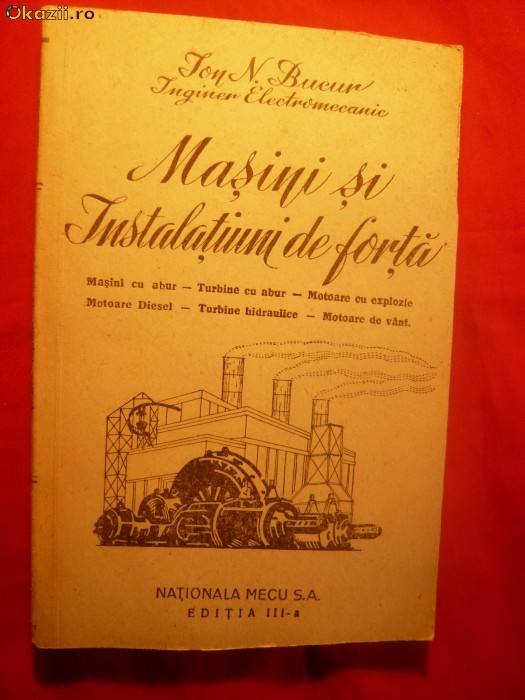 Okazii.ro
Ion N. Bucur
Inginer Electromecanic
Mașini și
Instalațiuni de forță
Mașini cu abur — Turbine cu abur — Motoare cu explozie
Motoare Diesel — Turbine hidraulice — Motoare de vânt.
NAȚIONALA MECU S.A.
EDIȚIA III-a